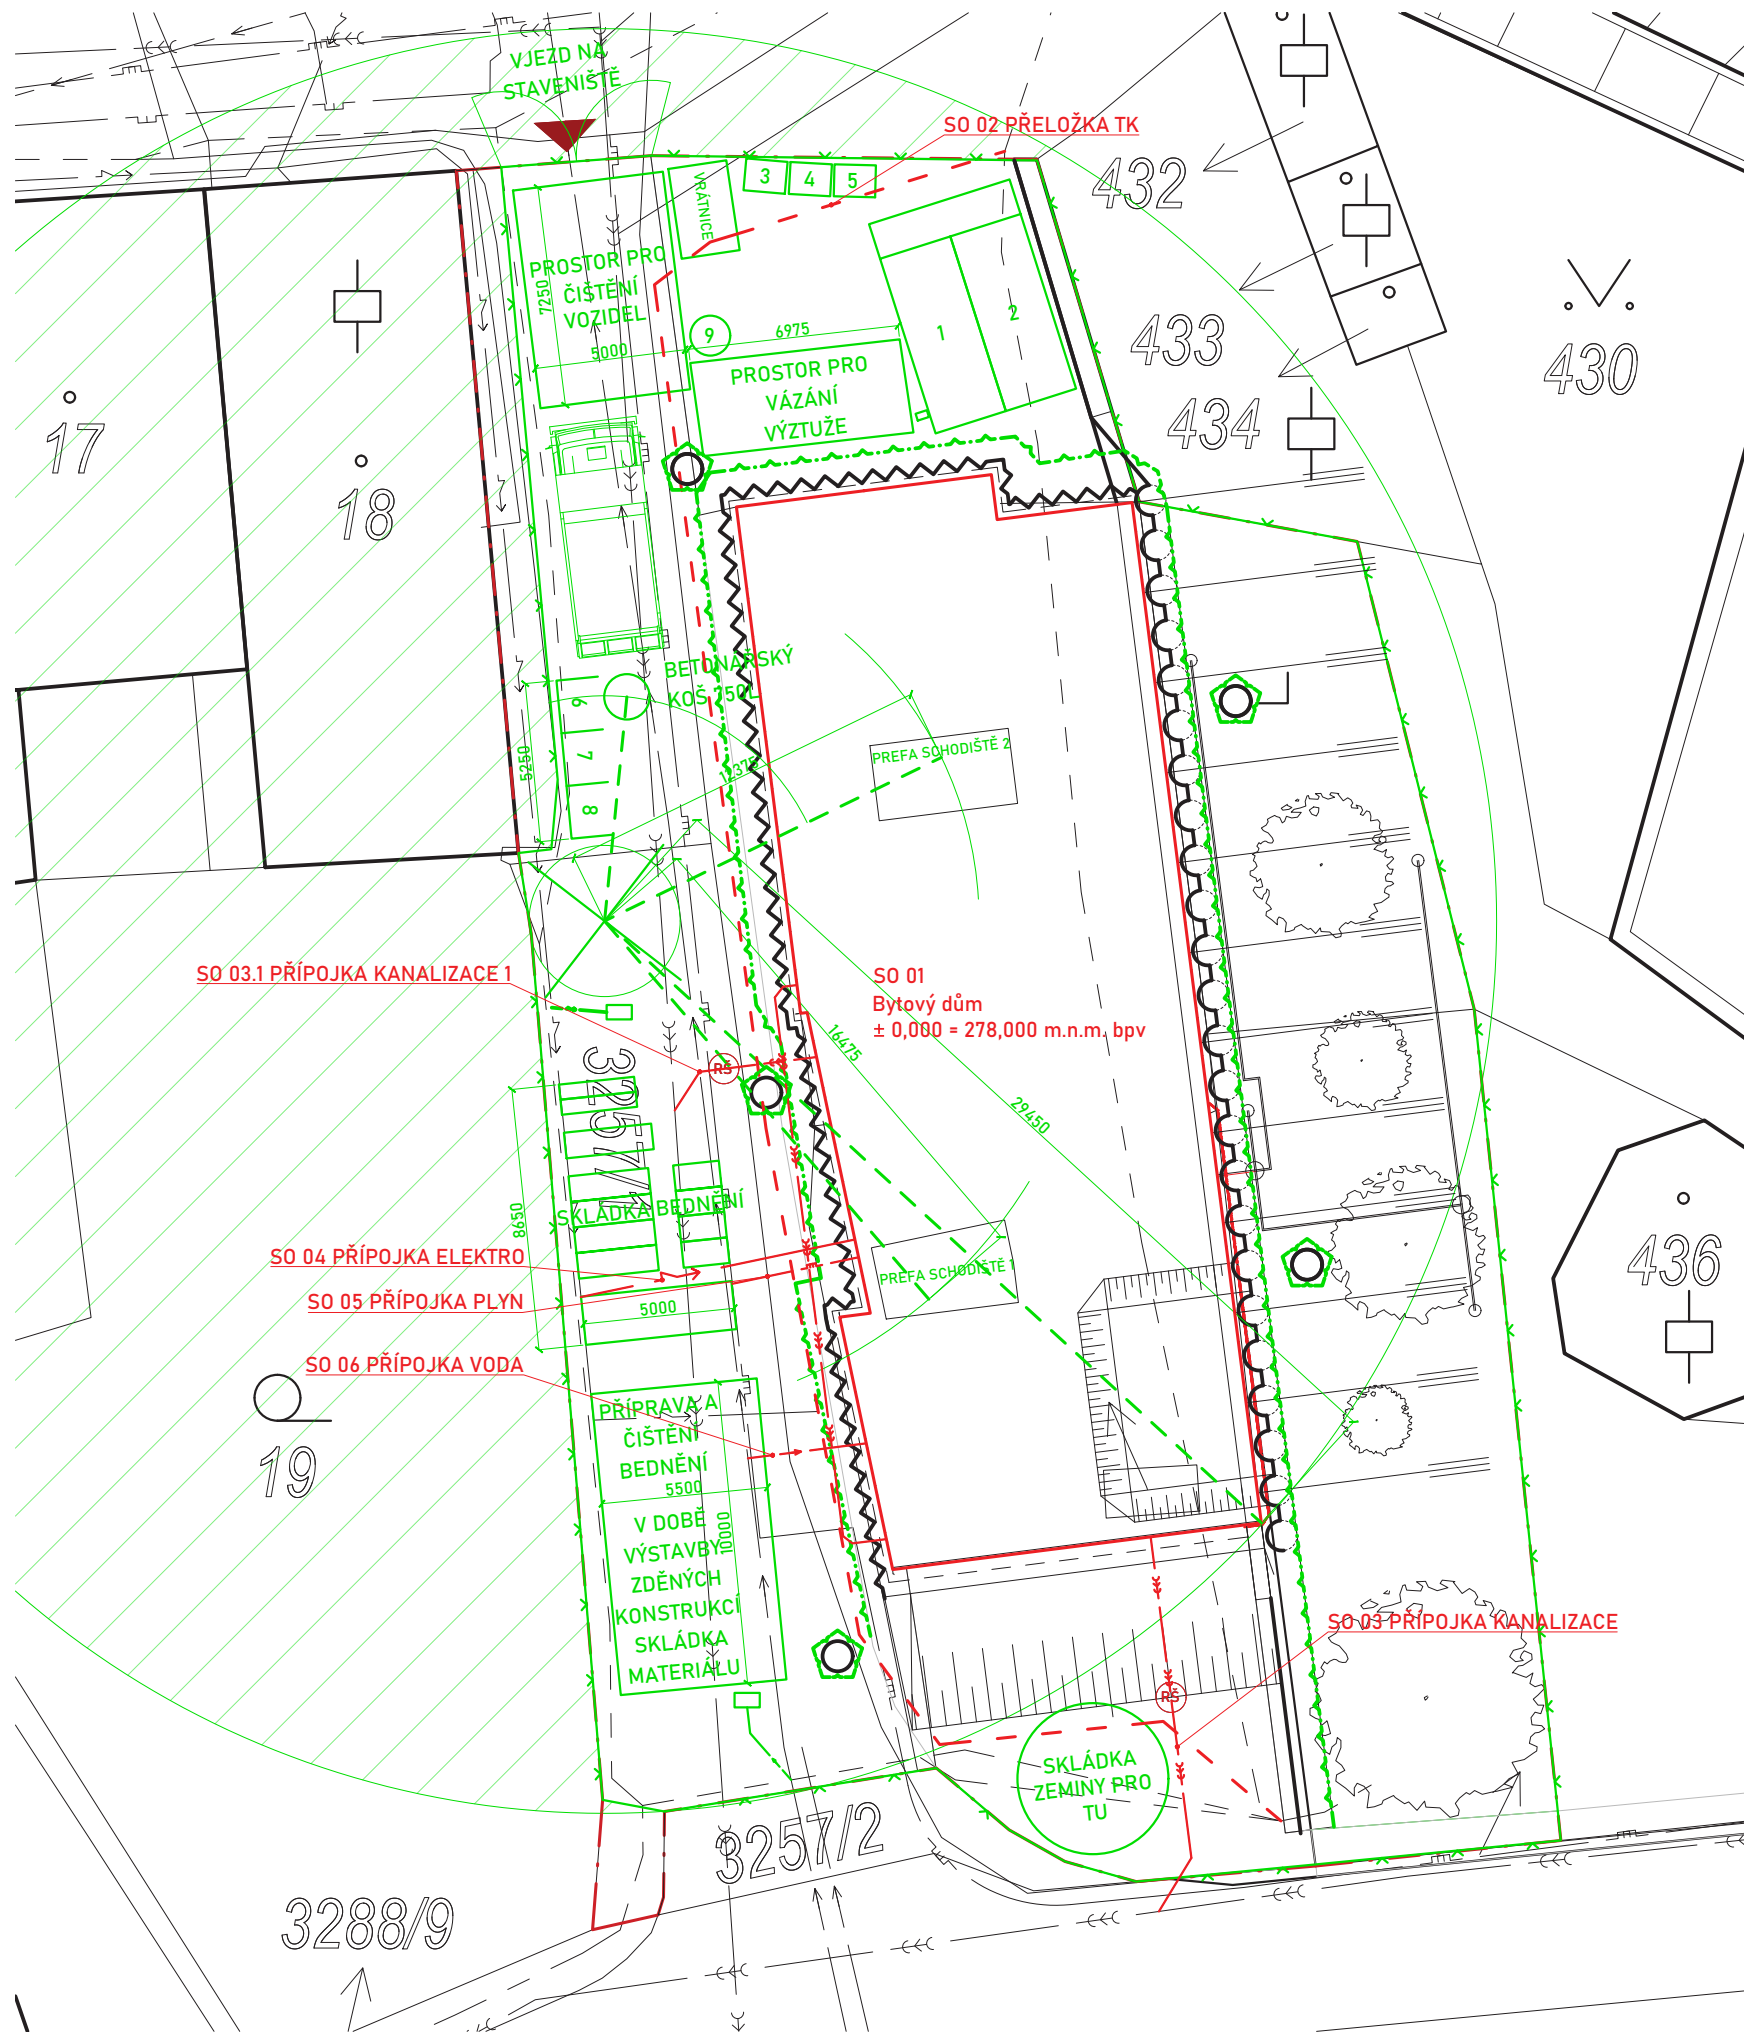 VJEZD NA
STAVENIŠTĚ
SO 02 PŘELOŽKA TK
VRÁTNICE
3
4
5
432
PROSTOR PRO
ČIŠTĚNÍ
VOZIDEL
7250
5000
9
6975
1
2
433
430
PROSTOR PRO
VÁZÁNÍ
VÝZTUŽE
434
17
18
BETONÁŘSKÝ
KOŠ 750L
6
7
8
5250
12375
PREFA SCHODIŠTĚ 2
SO 03.1 PŘÍPOJKA KANALIZACE 1
SO 01
Bytový dům
± 0,000 = 278,000 m.n.m. bpv
16475
29450
RŠ
3257/1
8650
SKLÁDKA BEDNĚNÍ
SO 04 PŘÍPOJKA ELEKTRO
PREFA SCHODIŠTĚ 1
436
SO 05 PŘÍPOJKA PLYN
5000
SO 06 PŘÍPOJKA VODA
PŘÍPRAVA A
ČIŠTĚNÍ
BEDNĚNÍ
5500
10000
19
V DOBĚ
VÝSTAVBY
ZDĚNÝCH
KONSTRUKCÍ
SKLÁDKA
MATERIÁLU
SO 03 PŘÍPOJKA KANALIZACE
RŠ
SKLÁDKA
ZEMINY PRO
TU
3257/2
3288/9